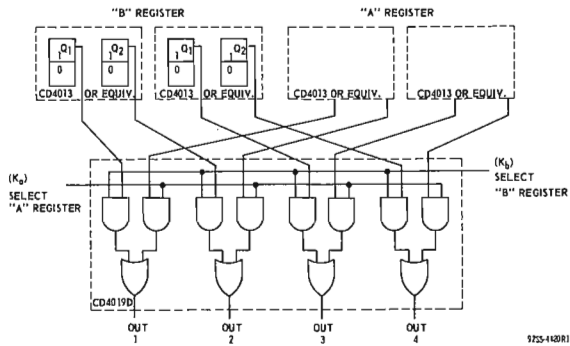 "B" REGISTER
"A" REGISTER
1 Q1
0
1 Q2
0
1 Q1
0
1 Q2
0
CD4013 OR EQUIV.
CD4013 OR EQUIV.
CD4013 OR EQUIV.
CD4013 OR EQUIV.
(Ka)
SELECT
"A" REGISTER
(Kb)
SELECT
"B" REGISTER
CD4019D
OUT
1
OUT
2
OUT
3
OUT
4
92SS-4420R1